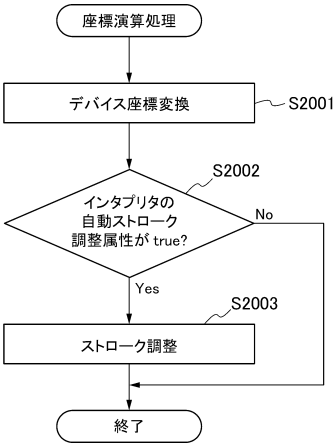 座標演算処理
デバイス座標変換
S2001
S2002
インタプリタの
自動ストローク
調整属性が true?
No
Yes
S2003
ストローク調整
終了